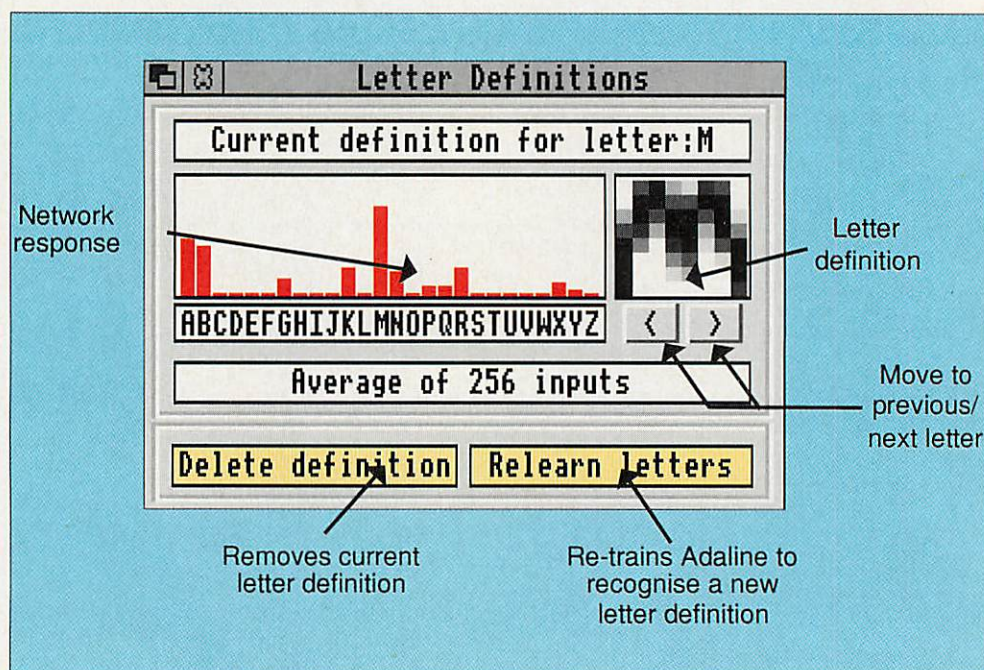 Letter Definitions
Current definition for letter:M
Network
response
Letter
definition
ABCDEFGHIJKLMNOPQRSTUVWXYZ
< >
Average of 256 inputs
Move to
previous/
next letter
Delete definition Relearn letters
Removes current
letter definition
Re-trains Adaline to
recognise a new
letter definition